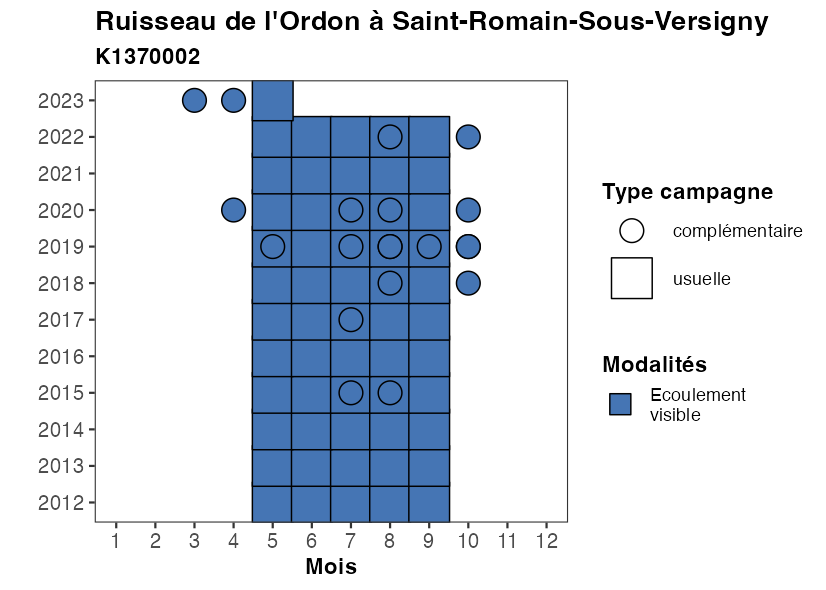 Ruisseau de l'Ordon à Saint-Romain-Sous-Versigny
K1370002
2023
2022
2021
2020
2019
2018
2017
2016
2015
2014
2013
2012
1 2 3 4 5 6 7 8 9 10 11 12
Mois
Type campagne
complémentaire
usuelle
Modalités
Ecoulement
visible